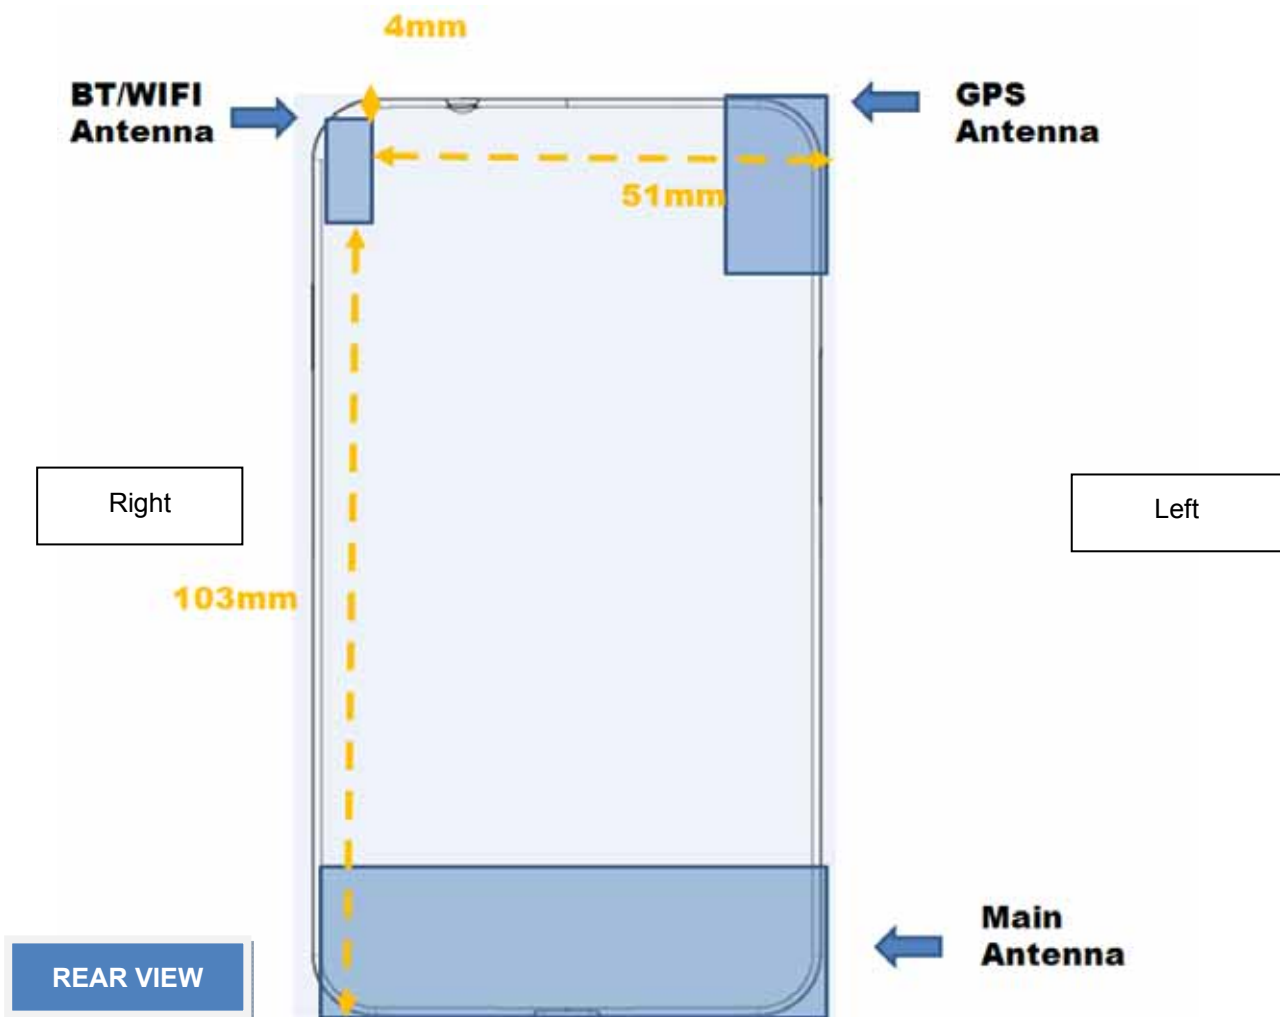 4mm
BT/WIFI
Antenna
GPS
Antenna
51mm
Right
Left
103mm
Main
Antenna
REAR VIEW